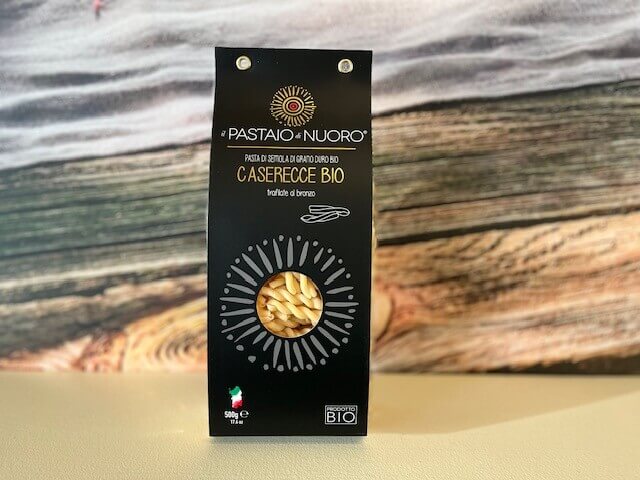 il PASTAIO di NUORO®
PASTA DI SEMOLA DI GRANO DURO BIO
CASERECCE BIO
trafilate al bronzo
500g e
17.6 oz
PRODOTTO
BIO